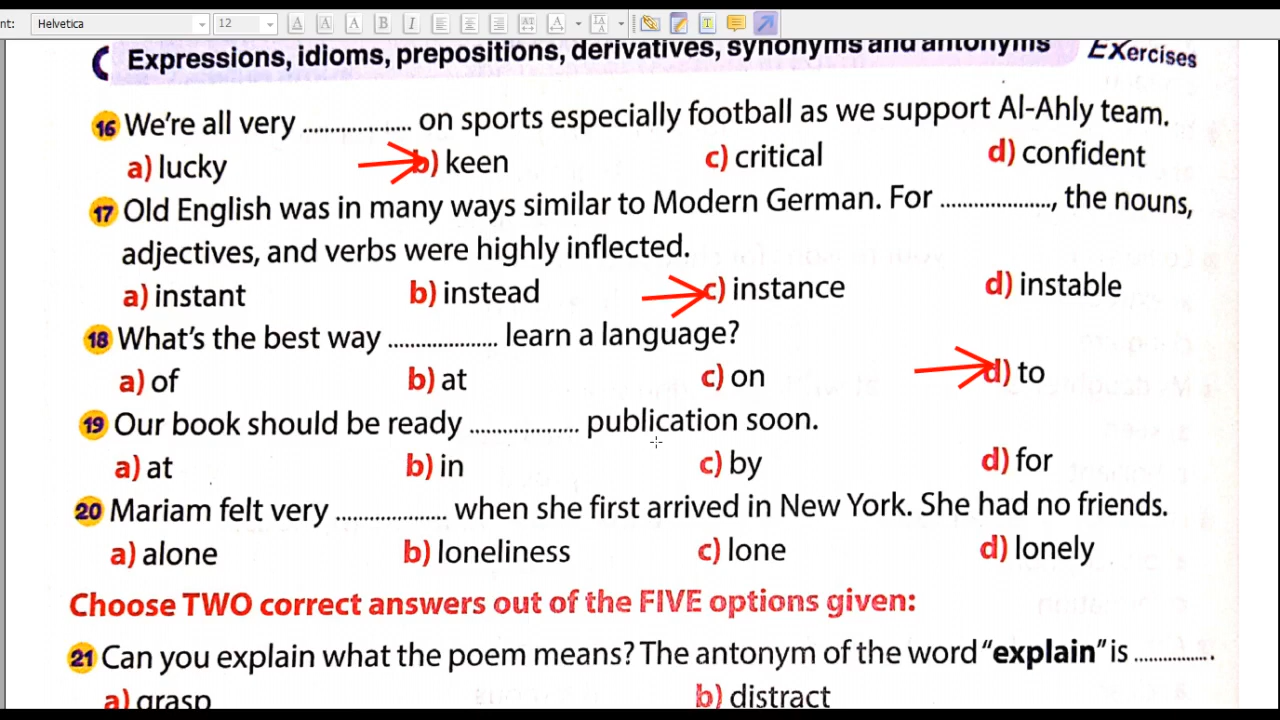 nt: Helvetica 12
Expressions, idioms, prepositions, derivatives, synonyms and antonyms Exercises
16 We're all very .................... on sports especially football as we support Al-Ahly team.
a) lucky b) keen c) critical d) confident
17 Old English was in many ways similar to Modern German. For ...................., the nouns,
adjectives, and verbs were highly inflected.
a) instant b) instead c) instance d) instable
18 What's the best way .................... learn a language?
a) of b) at c) on d) to
19 Our book should be ready .................... publication soon.
a) at b) in c) by d) for
20 Mariam felt very .................... when she first arrived in New York. She had no friends.
a) alone b) loneliness c) lone d) lonely
Choose TWO correct answers out of the FIVE options given:
21 Can you explain what the poem means? The antonym of the word "explain" is .................
a) grasp b) distract